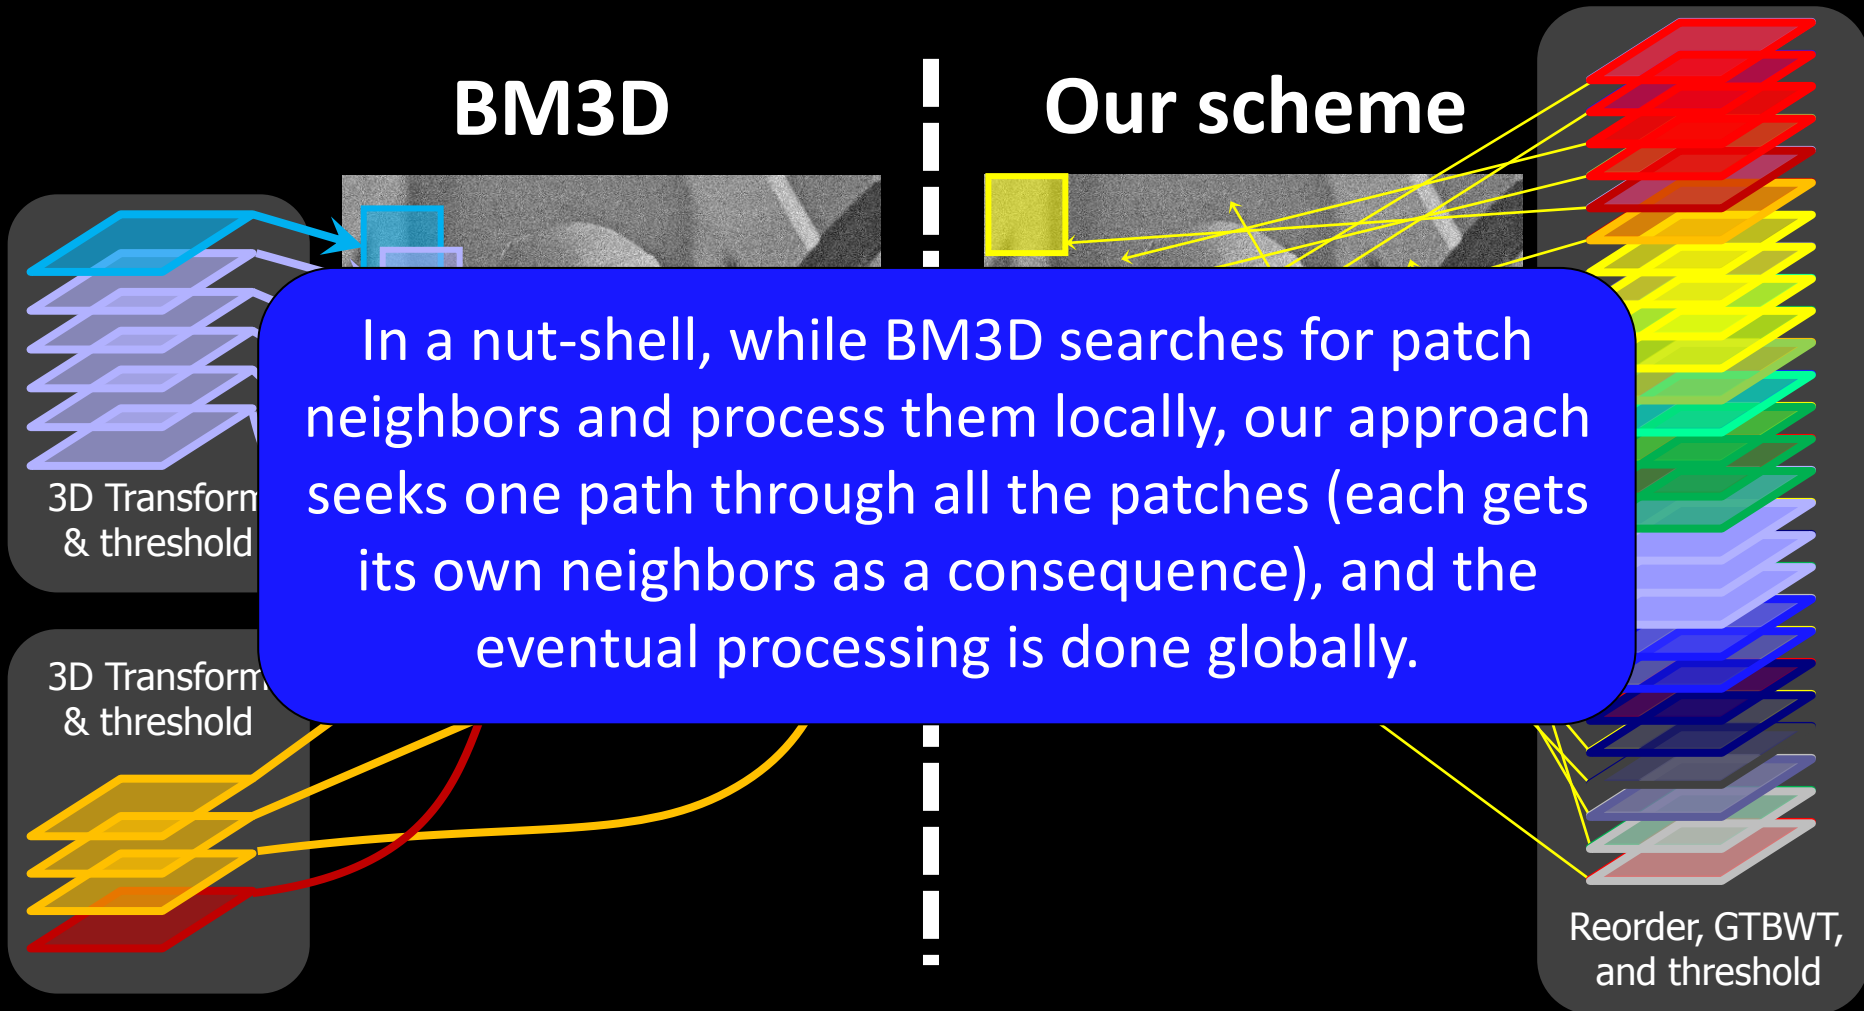 BM3D
Our scheme
3D Transform
& threshold
In a nut-shell, while BM3D searches for patch
neighbors and process them locally, our approach
seeks one path through all the patches (each gets
its own neighbors as a consequence), and the
eventual processing is done globally.
3D Transform
& threshold
Reorder, GTBWT,
and threshold